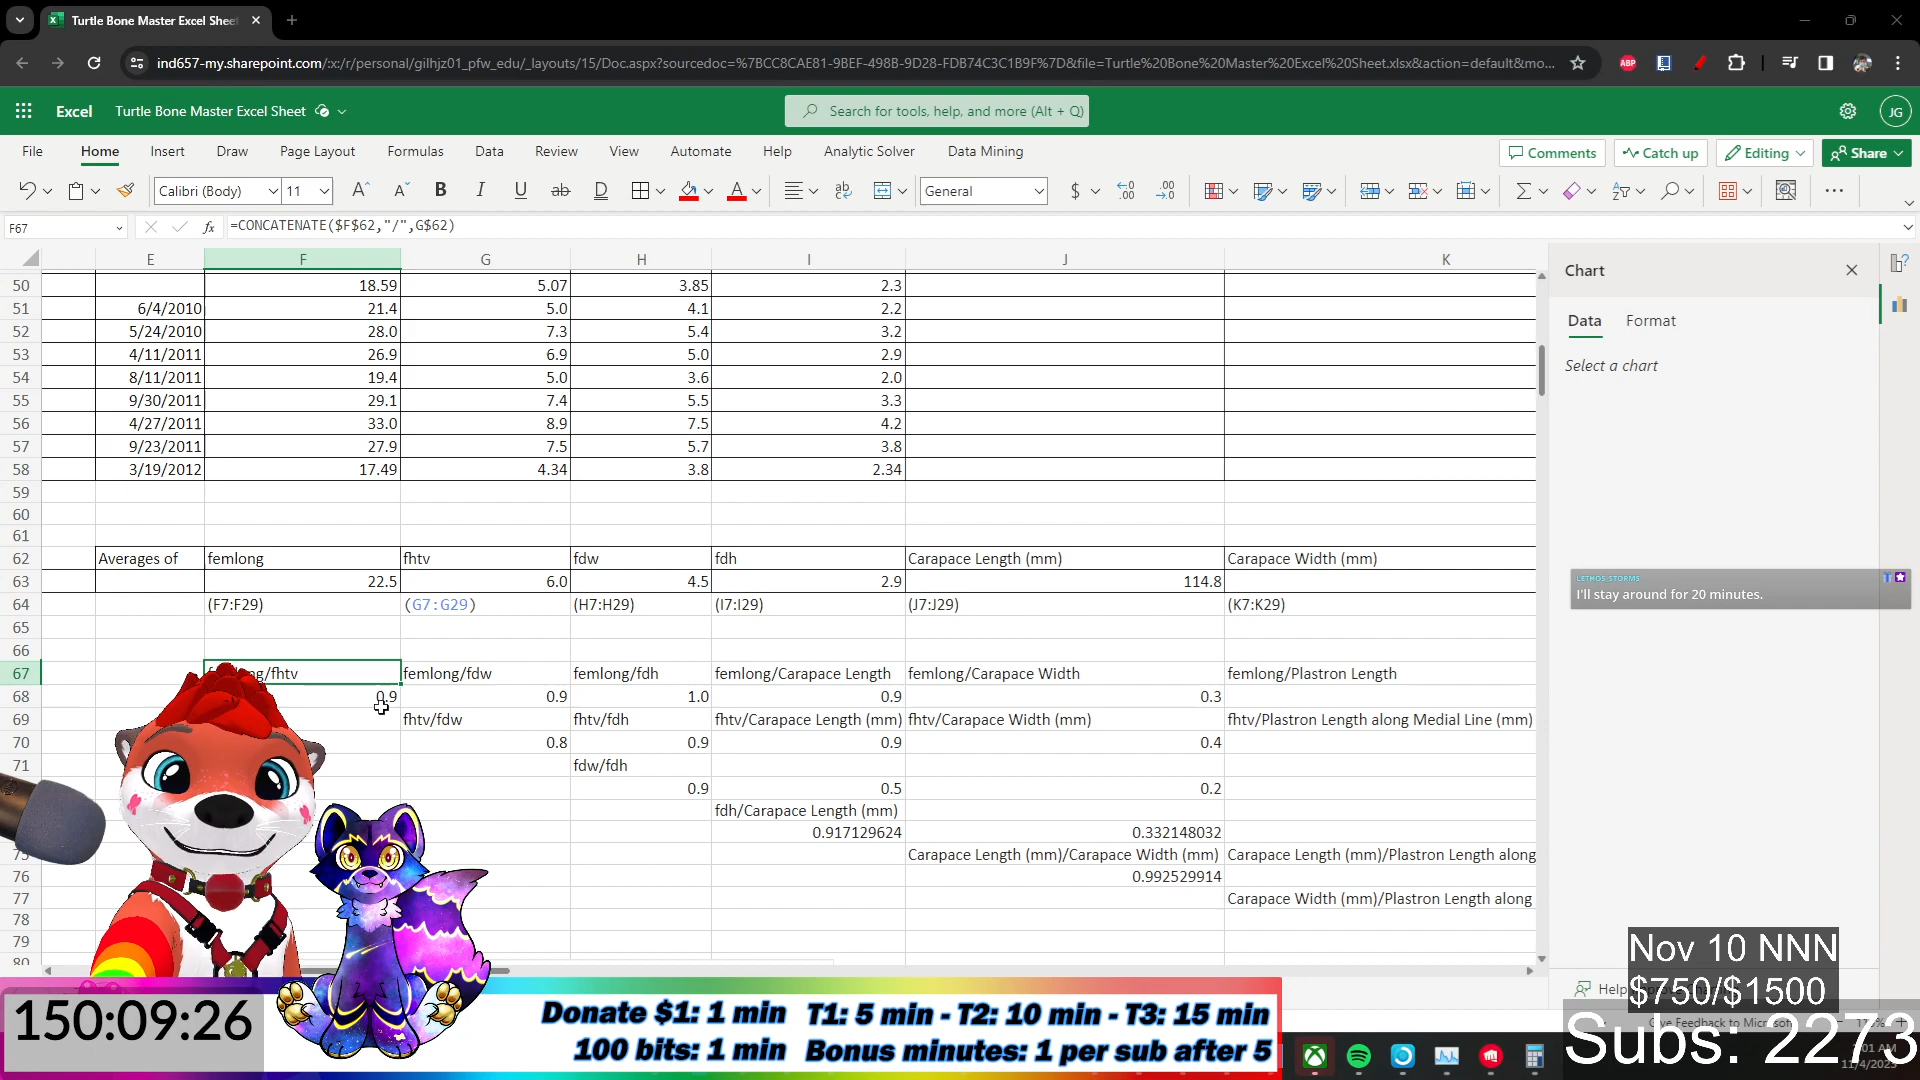 Turtle Bone Master Excel Shee
ind657-my.sharepoint.com/:x:/r/personal/gilhjz01_pfw_edu/_layouts/15/Doc.aspx?sourcedoc=%7BCC8CAE81-9BEF-498B-9D28-FDB74C3C1B9F%7D&file=Turtle%20Bone%20Master%20Excel%20Sheet.xlsx&action=default&mo...
ABP
Excel Turtle Bone Master Excel Sheet
Search for tools, help, and more (Alt + Q)
JG
File Home Insert Draw Page Layout Formulas Data Review View Automate Help Analytic Solver Data Mining
Comments Catch up Editing Share
Calibri (Body) 11 General
F67 =CONCATENATE($F$62,"/",G$62)
E F G H I J K
50 18.59 5.07 3.85 2.3
51 6/4/2010 21.4 5.0 4.1 2.2
52 5/24/2010 28.0 7.3 5.4 3.2
53 4/11/2011 26.9 6.9 5.0 2.9
54 8/11/2011 19.4 5.0 3.6 2.0
55 9/30/2011 29.1 7.4 5.5 3.3
56 4/27/2011 33.0 8.9 7.5 4.2
57 9/23/2011 27.9 7.5 5.7 3.8
58 3/19/2012 17.49 4.34 3.8 2.34
59
60
61
62 Averages of femlong fhtv fdw fdh Carapace Length (mm) Carapace Width (mm)
63 22.5 6.0 4.5 2.9 114.8
64 (F7:F29) (G7:G29) (H7:H29) (I7:I29) (J7:J29) (K7:K29)
65
66
67 ng/fhtv femlong/fdw femlong/fdh femlong/Carapace Length femlong/Carapace Width femlong/Plastron Length
68 0.9 0.9 1.0 0.9 0.3
69 fhtv/fdw fhtv/fdh fhtv/Carapace Length (mm) fhtv/Carapace Width (mm) fhtv/Plastron Length along Medial Line (mm)
70 0.8 0.9 0.9 0.4
71 fdw/fdh
0.9 0.5 0.2
fdh/Carapace Length (mm)
0.917129624 0.332148032
75 Carapace Length (mm)/Carapace Width (mm) Carapace Length (mm)/Plastron Length along
76 0.992529914
77 Carapace Width (mm)/Plastron Length along
78
79
80
Chart
Data Format
Select a chart
LETHOS_STORMS
I'll stay around for 20 minutes.
Nov 10 NNN
$750/$1500
Help
Give Feedback to Microsoft
Subs: 2273
11/4/2023
150:09:26
Donate $1: 1 min T1: 5 min - T2: 10 min - T3: 15 min
100 bits: 1 min Bonus minutes: 1 per sub after 5